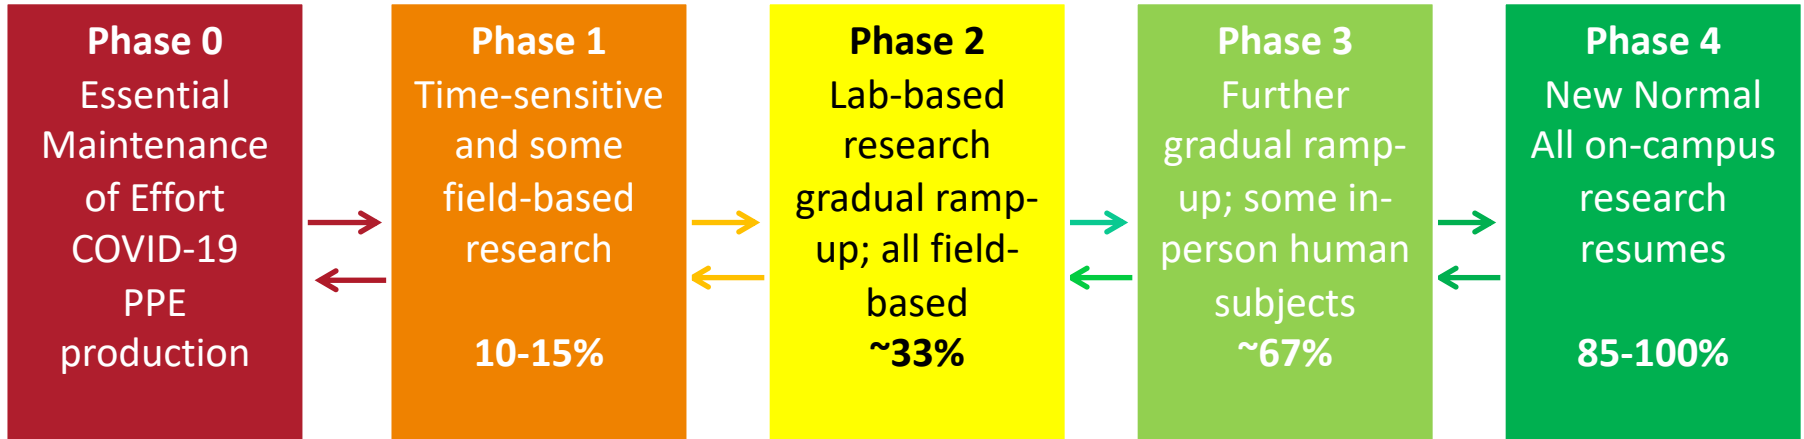 Phase 0
Essential
Maintenance
of Effort
COVID-19
PPE
production
Phase 1
Time-sensitive
and some
field-based
research
10-15%
Phase 2
Lab-based
research
gradual ramp-
up; all field-
based
~33%
Phase 3
Further
gradual ramp-
up; some in-
person human
subjects
~67%
Phase 4
New Normal
All on-campus
research
resumes
85-100%